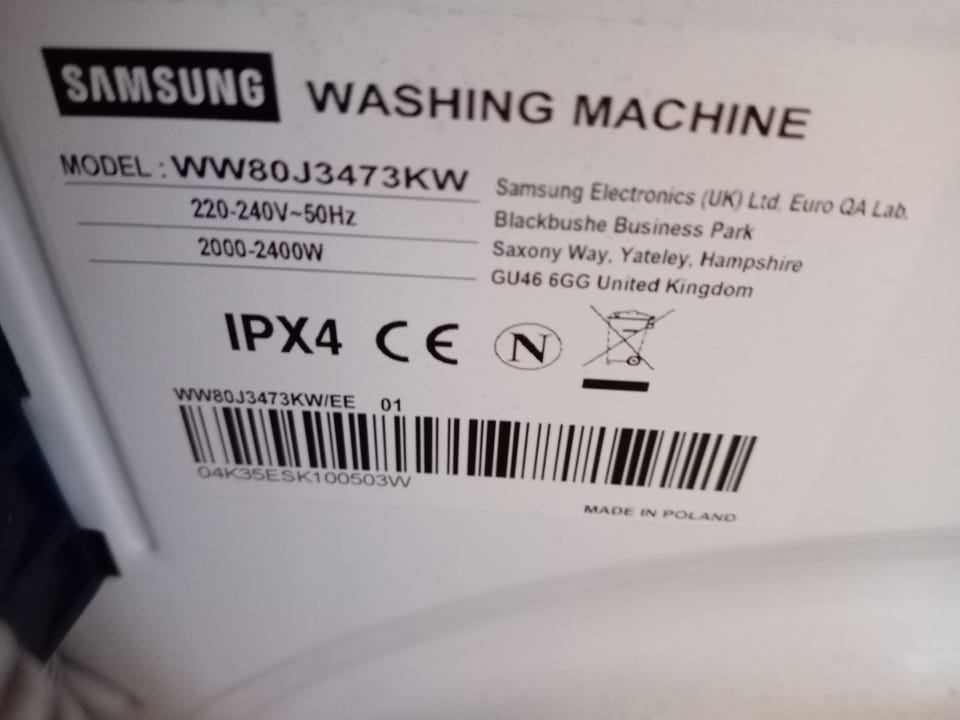 SAMSUNG WASHING MACHINE
MODEL : WW80J3473KW
220-240V~50Hz
2000-2400W
Samsung Electronics (UK) Ltd. Euro QA Lab.
Blackbushe Business Park
Saxony Way, Yateley, Hampshire
GU46 6GG United Kingdom
IPX4 CE N
WW80J3473KW/EE 01
04K35ESK100503W
MADE IN POLAND